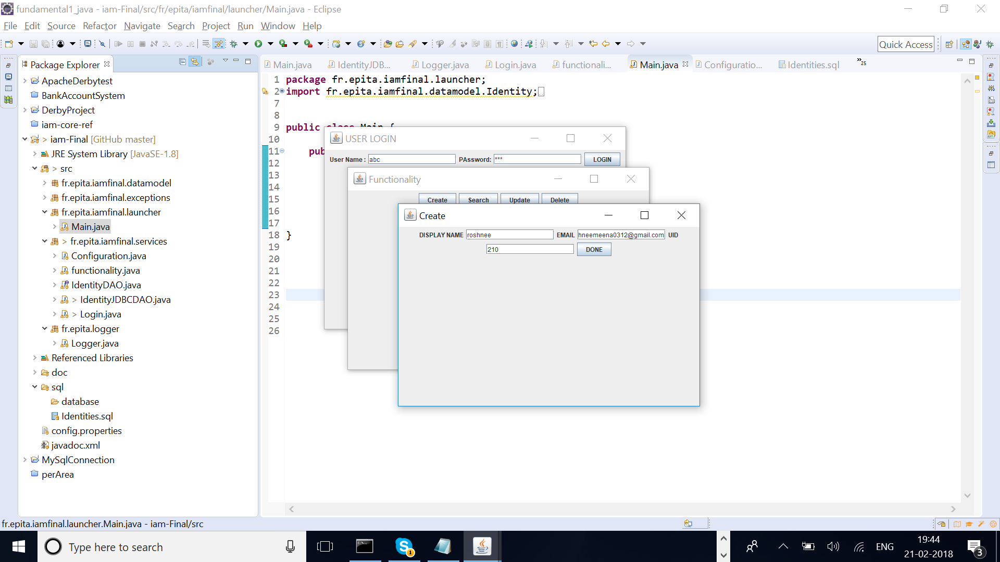 fundamental1_java - iam-Final/src/fr/epita/iamfinal/launcher/Main.java - Eclipse
File Edit Source Refactor Navigate Search Project Run Window Help
Quick Access
Package Explorer
Main.java IdentityJDB... Logger.java Login.java functionali... Main.java Configuratio... Identities.sql 25
ApacheDerbytest
BankAccountSystem
DerbyProject
iam-core-ref
> iam-Final [GitHub master]
JRE System Library [JavaSE-1.8]
> src
fr.epita.iamfinal.datamodel
fr.epita.iamfinal.exceptions
fr.epita.iamfinal.launcher
Main.java
> fr.epita.iamfinal.services
Configuration.java
functionality.java
IdentityDAO.java
> IdentityJDBCDAO.java
> Login.java
fr.epita.logger
Logger.java
Referenced Libraries
doc
sql
database
Identities.sql
config.properties
javadoc.xml
MySqlConnection
perArea
1 package fr.epita.iamfinal.launcher;
2 import fr.epita.iamfinal.datamodel.Identity;
7
8
9 public class Main {
10
11 pub
12
13
14
15
16
17
18 }
19
20
21
22
23
24
25
26
USER LOGIN
User Name : abc PAssword: *** LOGIN
Functionality
Create Search Update Delete
Create
DISPLAY NAME roshnee EMAIL hneemeena0312@gmail.com UID
210 DONE
fr.epita.iamfinal.launcher.Main.java - iam-Final/src
Type here to search
1
ENG
19:44
21-02-2018
3